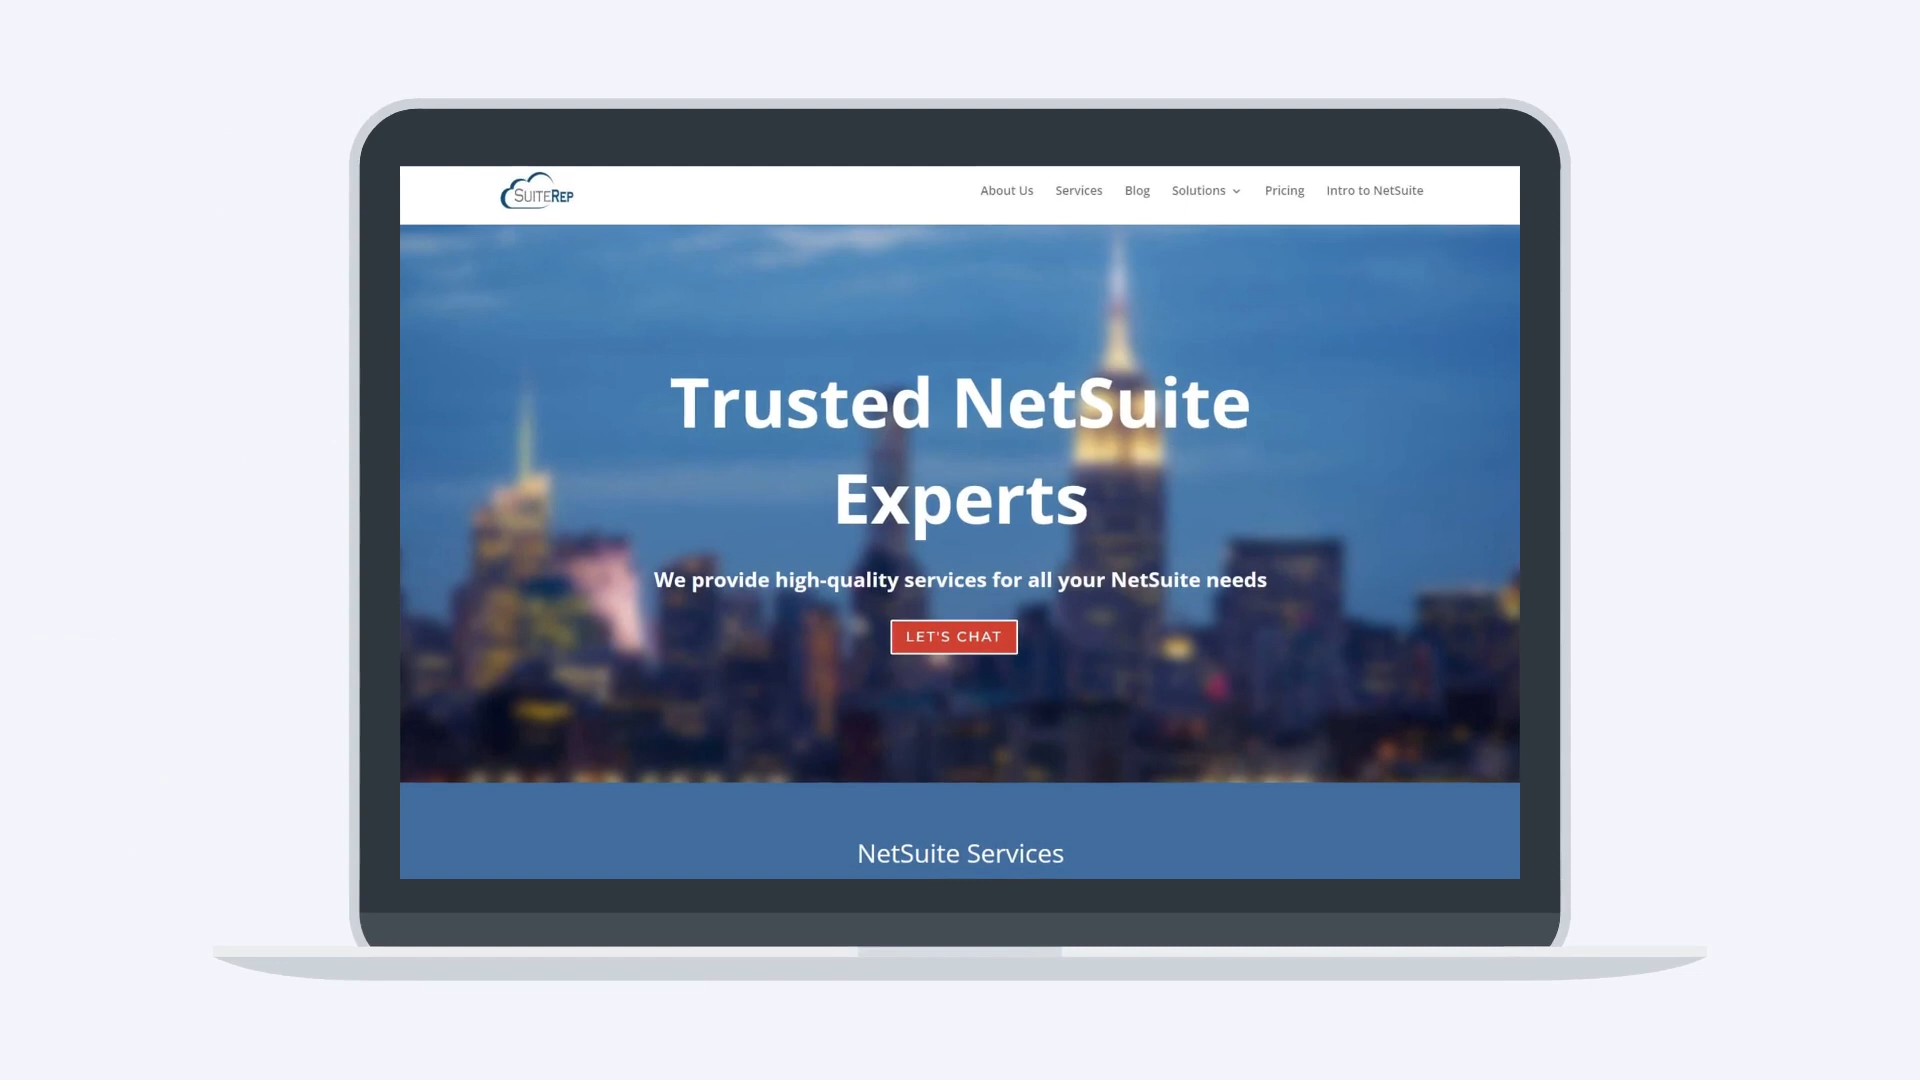 SUITEREP
About Us Services Blog Solutions Pricing Intro to NetSuite
Trusted NetSuite
Experts
We provide high-quality services for all your NetSuite needs
LET'S CHAT
NetSuite Services